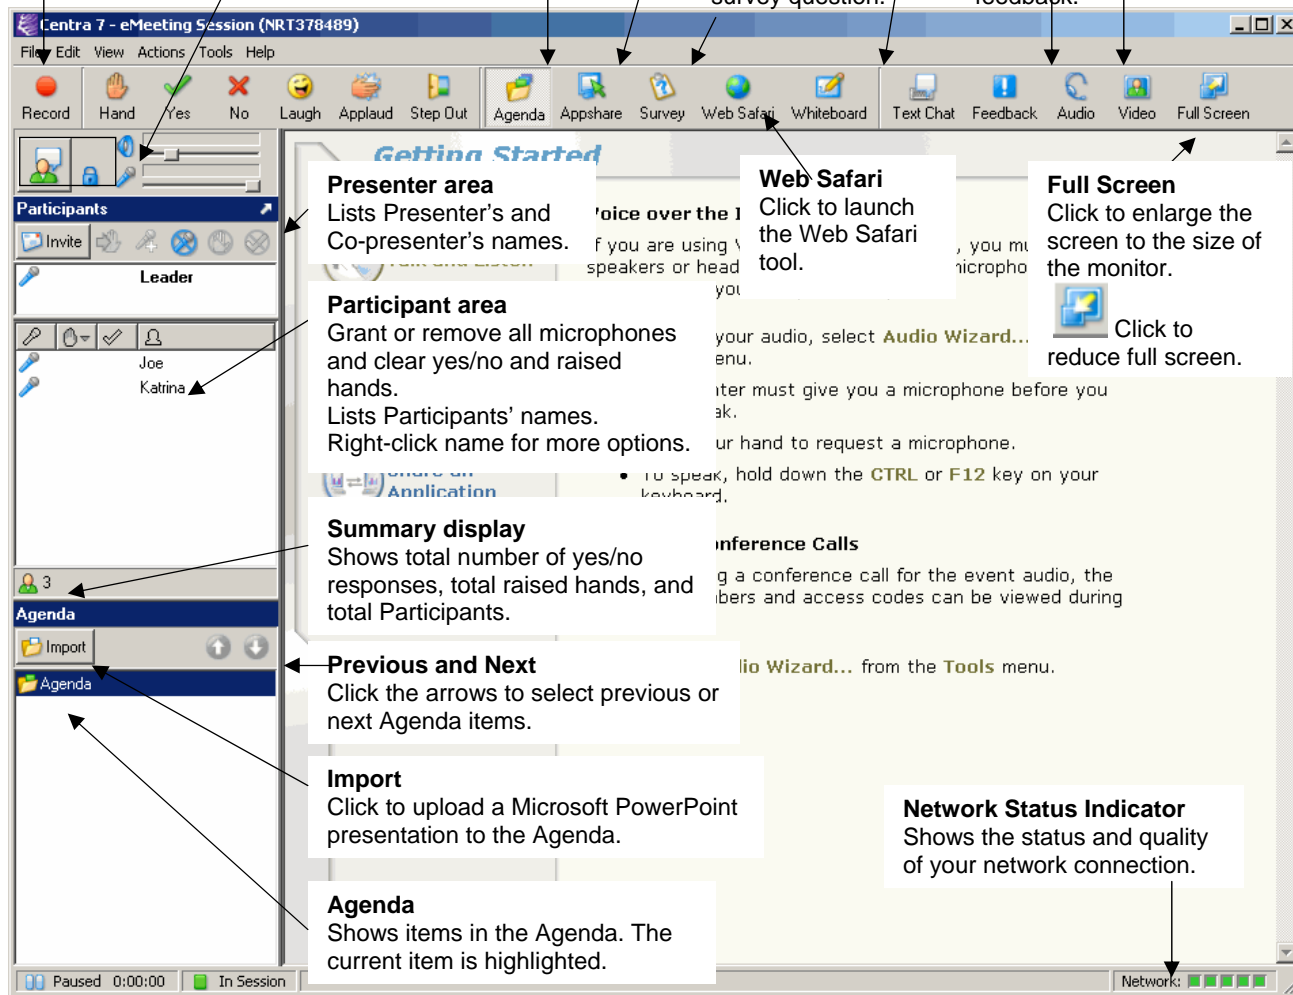 survey question.
feedback.
Centra 7 - eMeeting Session (NRT378489)
File Edit View Actions Tools Help
Record Hand Yes No Laugh Applaud Step Out Agenda Appshare Survey Web Safari Whiteboard Text Chat Feedback Audio Video Full Screen
Getting Started
Participants
Invite
Leader
Joe
Katrina
3
Agenda
Import
Agenda
Presenter area
Lists Presenter's and
Co-presenter's names.
Participant area
Grant or remove all microphones
and clear yes/no and raised
hands.
Lists Participants' names.
Right-click name for more options.
Summary display
Shows total number of yes/no
responses, total raised hands, and
total Participants.
Previous and Next
Click the arrows to select previous or
next Agenda items.
Import
Click to upload a Microsoft PowerPoint
presentation to the Agenda.
Agenda
Shows items in the Agenda. The
current item is highlighted.
Web Safari
Click to launch
the Web Safari
tool.
Full Screen
Click to enlarge the
screen to the size of
the monitor.
Click to
reduce full screen.
Network Status Indicator
Shows the status and quality
of your network connection.
Voice over the
If you are using , you mu
Talk and Listen
speakers or head
you
your audio, select Audio Wizard...
must give you a microphone before you
ur hand to request a microphone.
Share an
Application
• To speak, hold down the CTRL or F12 key on your
keyboard.
nference Calls
g a conference call for the event audio, the
bers and access codes can be viewed during
io Wizard... from the Tools menu.
Paused 0:00:00 In Session Network: